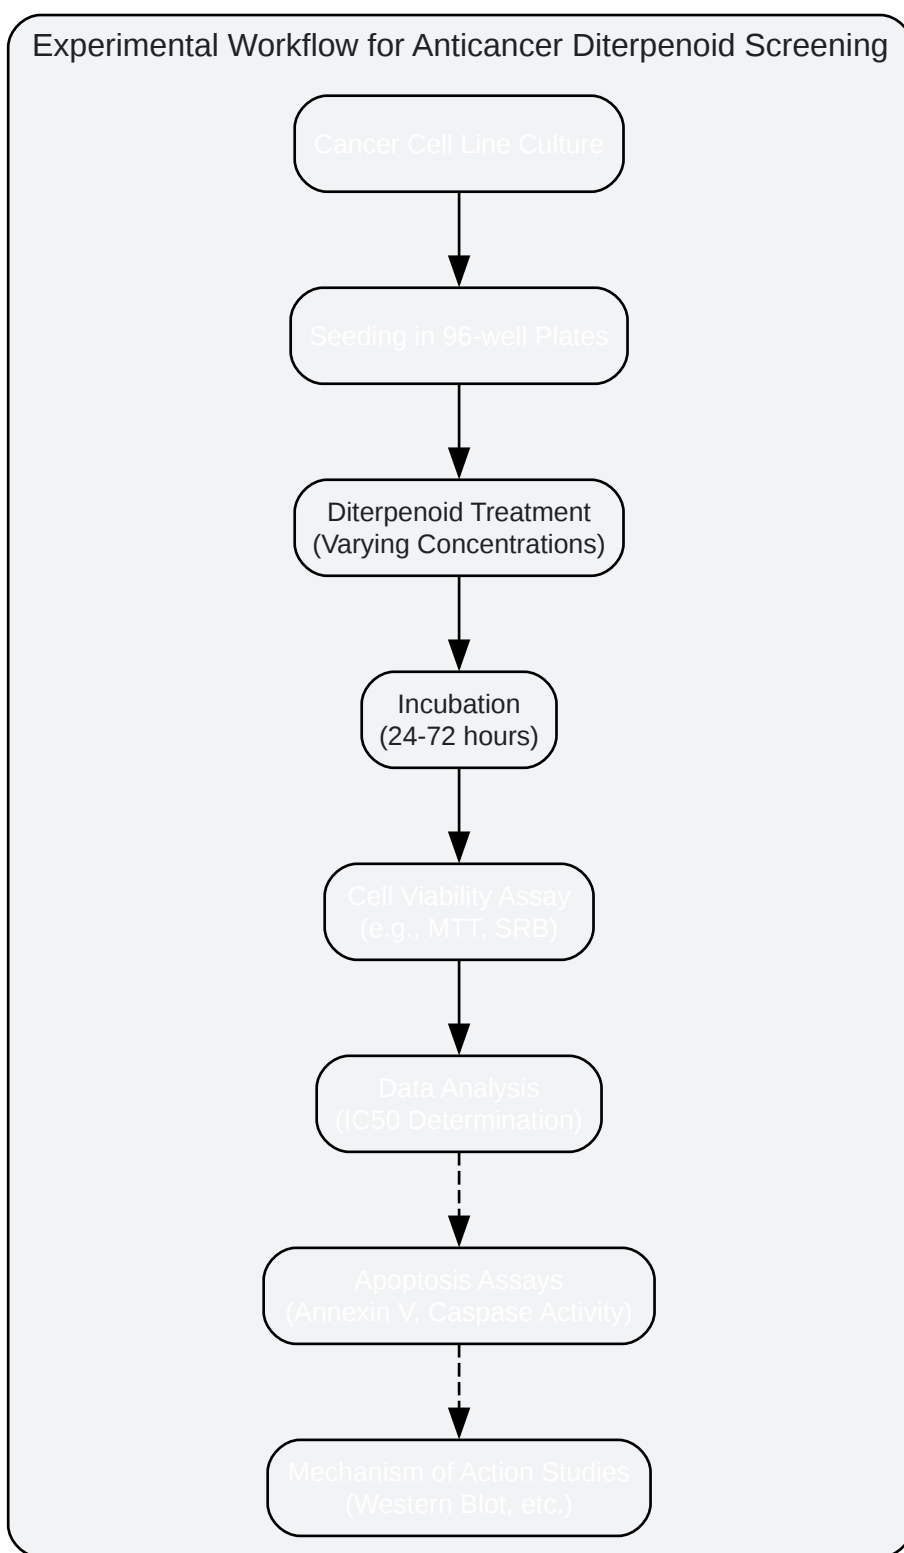 Experimental Workflow for Anticancer Diterpenoid Screening
Cancer Cell Line Culture
Seeding in 96-well Plates
Diterpenoid Treatment
(Varying Concentrations)
Incubation
(24-72 hours)
Cell Viability Assay
(e.g., MTT, SRB)
Data Analysis
(IC50 Determination)
Apoptosis Assays
(Annexin V, Caspase Activity)
Mechanism of Action Studies
(Western Blot, etc.)